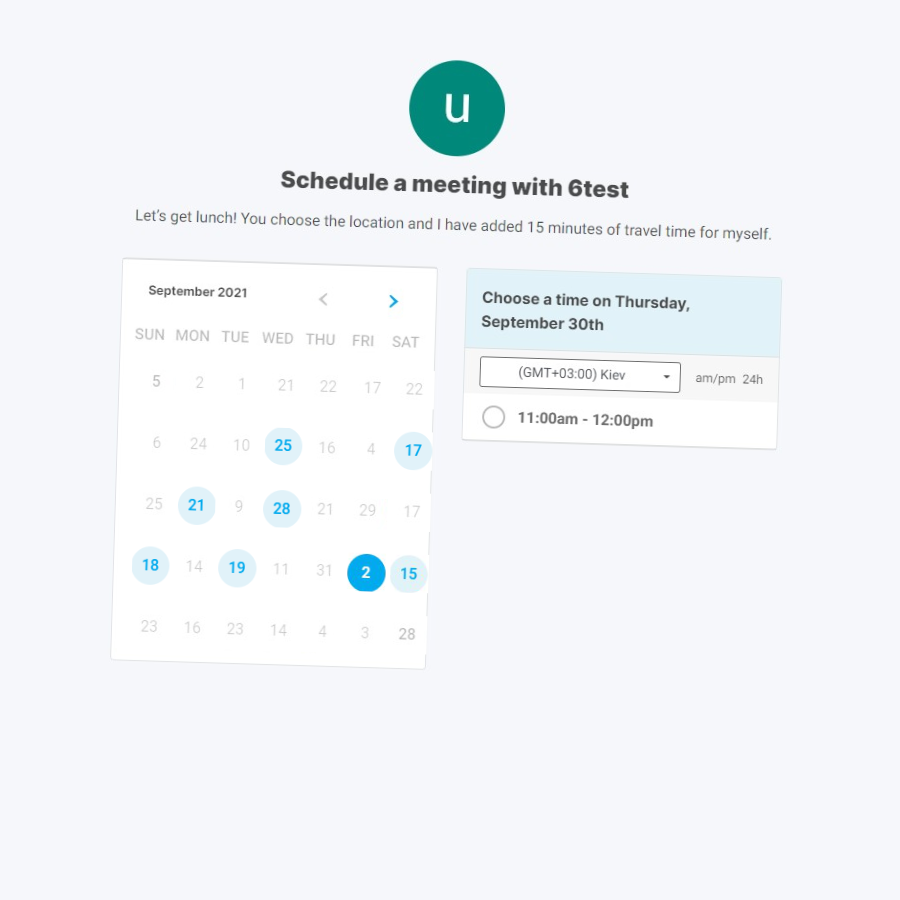 u
Schedule a meeting with 6test
Let's get lunch! You choose the location and I have added 15 minutes of travel time for myself.
September 2021
SUN MON TUE WED THU FRI SAT
5 2 1 21 22 17 22
6 24 10 25 16 4 17
25 21 9 28 21 29 17
18 14 19 11 31 2 15
23 16 23 14 4 3 28
Choose a time on Thursday,
September 30th
(GMT+03:00) Kiev am/pm 24h
11:00am - 12:00pm